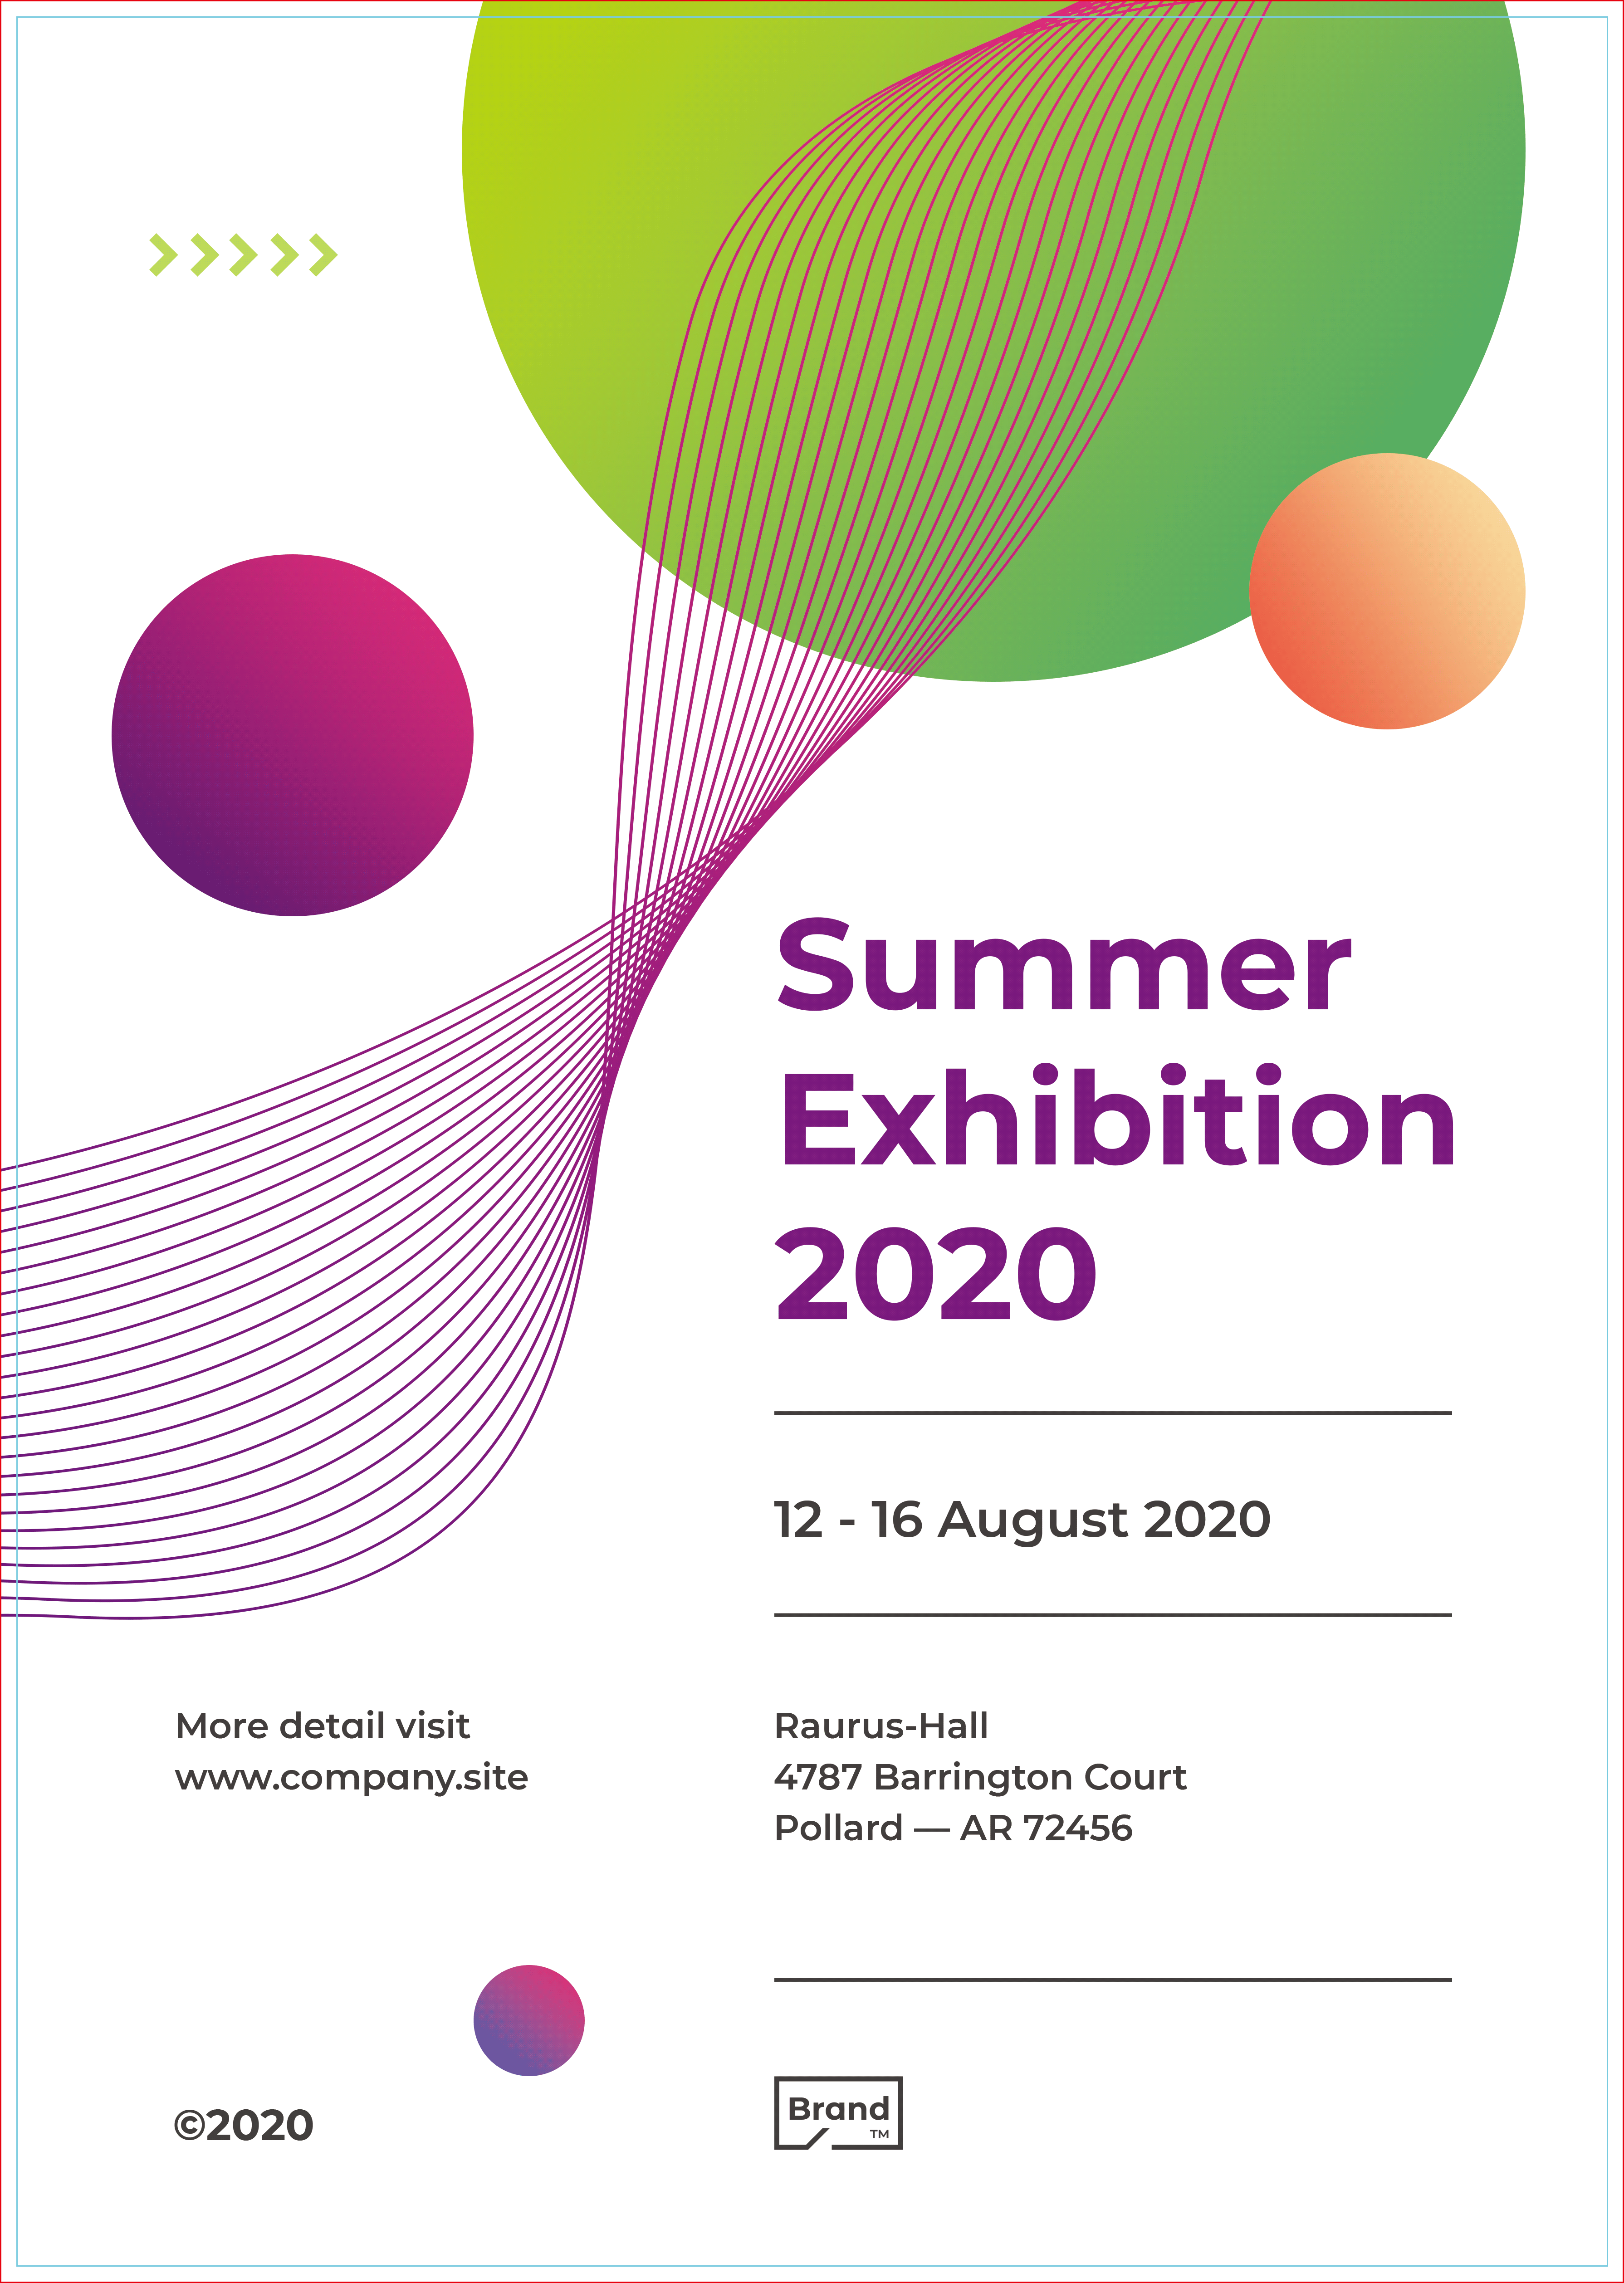 Summer
Exhibition
2020
12 - 16 August 2020
More detail visit
www.company.site
Raurus-Hall
4787 Barrington Court
Pollard — AR 72456
©2020
Brand
TM